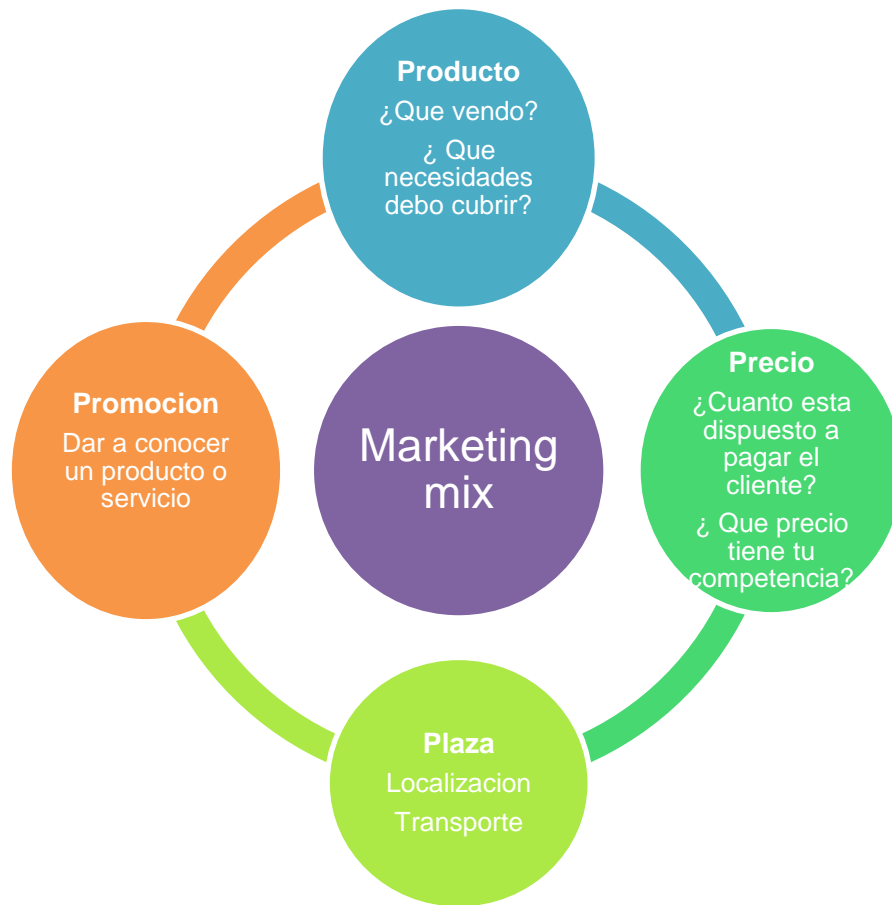 Producto
¿Que vendo?
¿ Que
necesidades
debo cubrir?
Promocion
Dar a conocer
un producto o
servicio
Marketing
mix
Precio
¿Cuanto esta
dispuesto a
pagar el
cliente?
¿ Que precio
tiene tu
competencia?
Plaza
Localizacion
Transporte